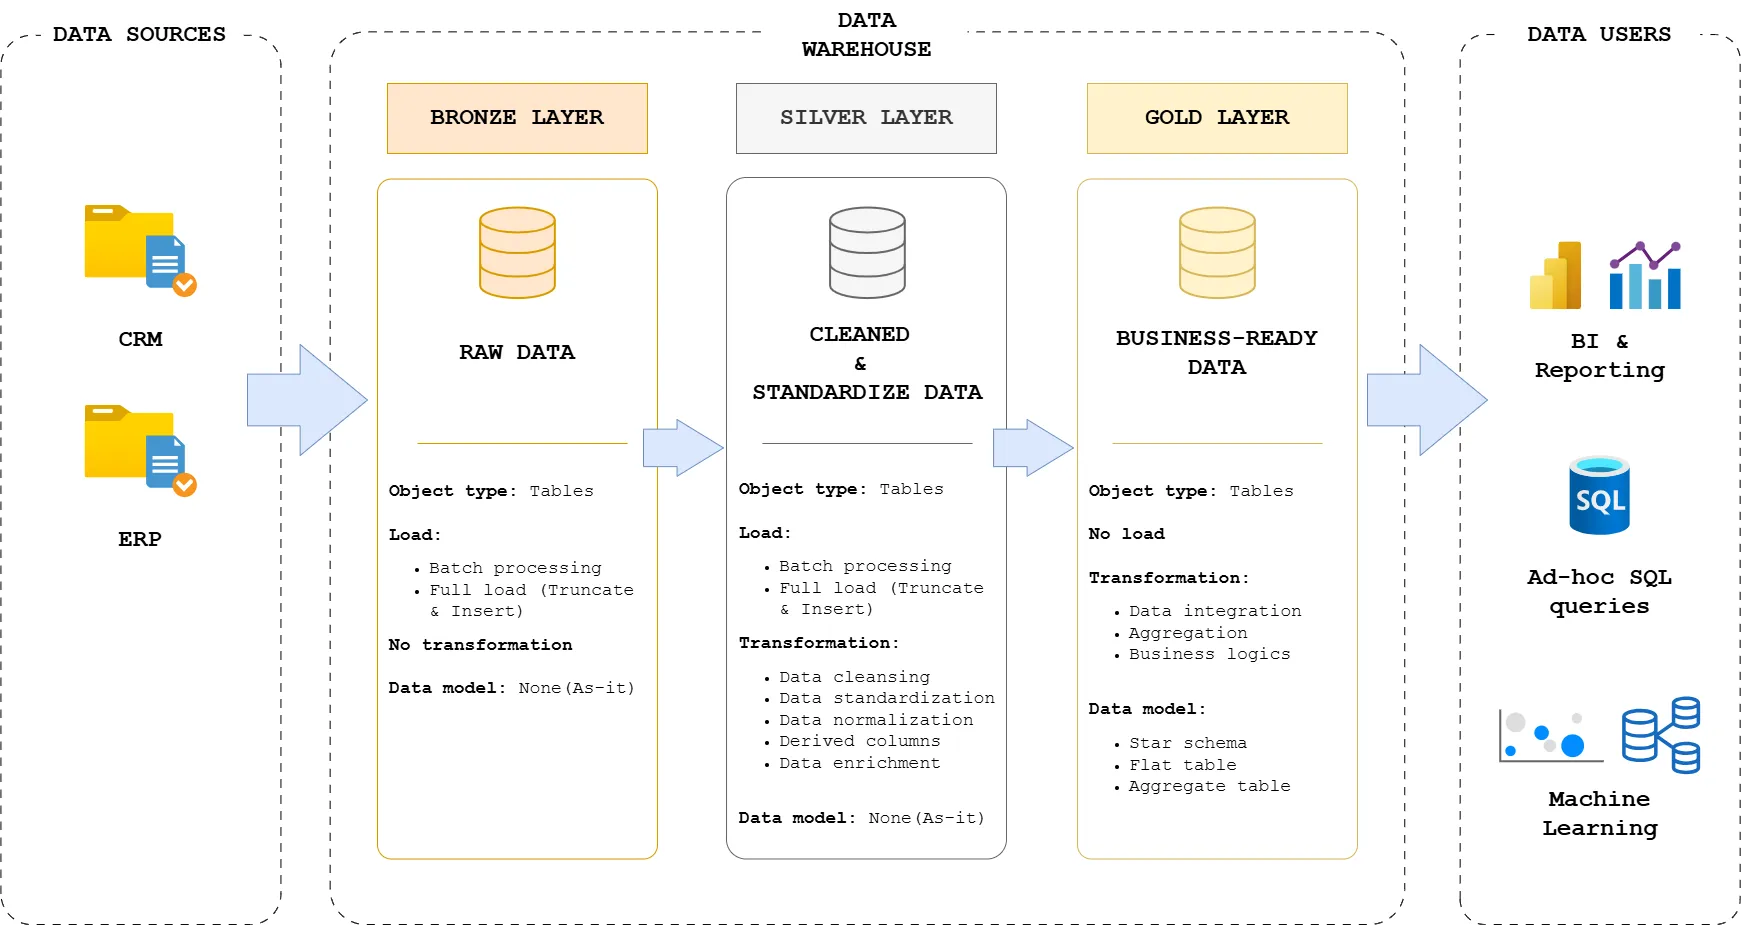 DATA SOURCES
CRM
ERP
DATA
WAREHOUSE
BRONZE LAYER
RAW DATA
Object type: Tables
Load:
• Batch processing
• Full load (Truncate
& Insert)
No transformation
Data model: None(As-it)
SILVER LAYER
CLEANED
&
STANDARDIZE DATA
Object type: Tables
Load:
• Batch processing
• Full load (Truncate
& Insert)
Transformation:
• Data cleansing
• Data standardization
• Data normalization
• Derived columns
• Data enrichment
Data model: None(As-it)
GOLD LAYER
BUSINESS-READY
DATA
Object type: Tables
No load
Transformation:
• Data integration
• Aggregation
• Business logics
Data model:
• Star schema
• Flat table
• Aggregate table
DATA USERS
BI &
Reporting
SQL
Ad-hoc SQL
queries
Machine
Learning